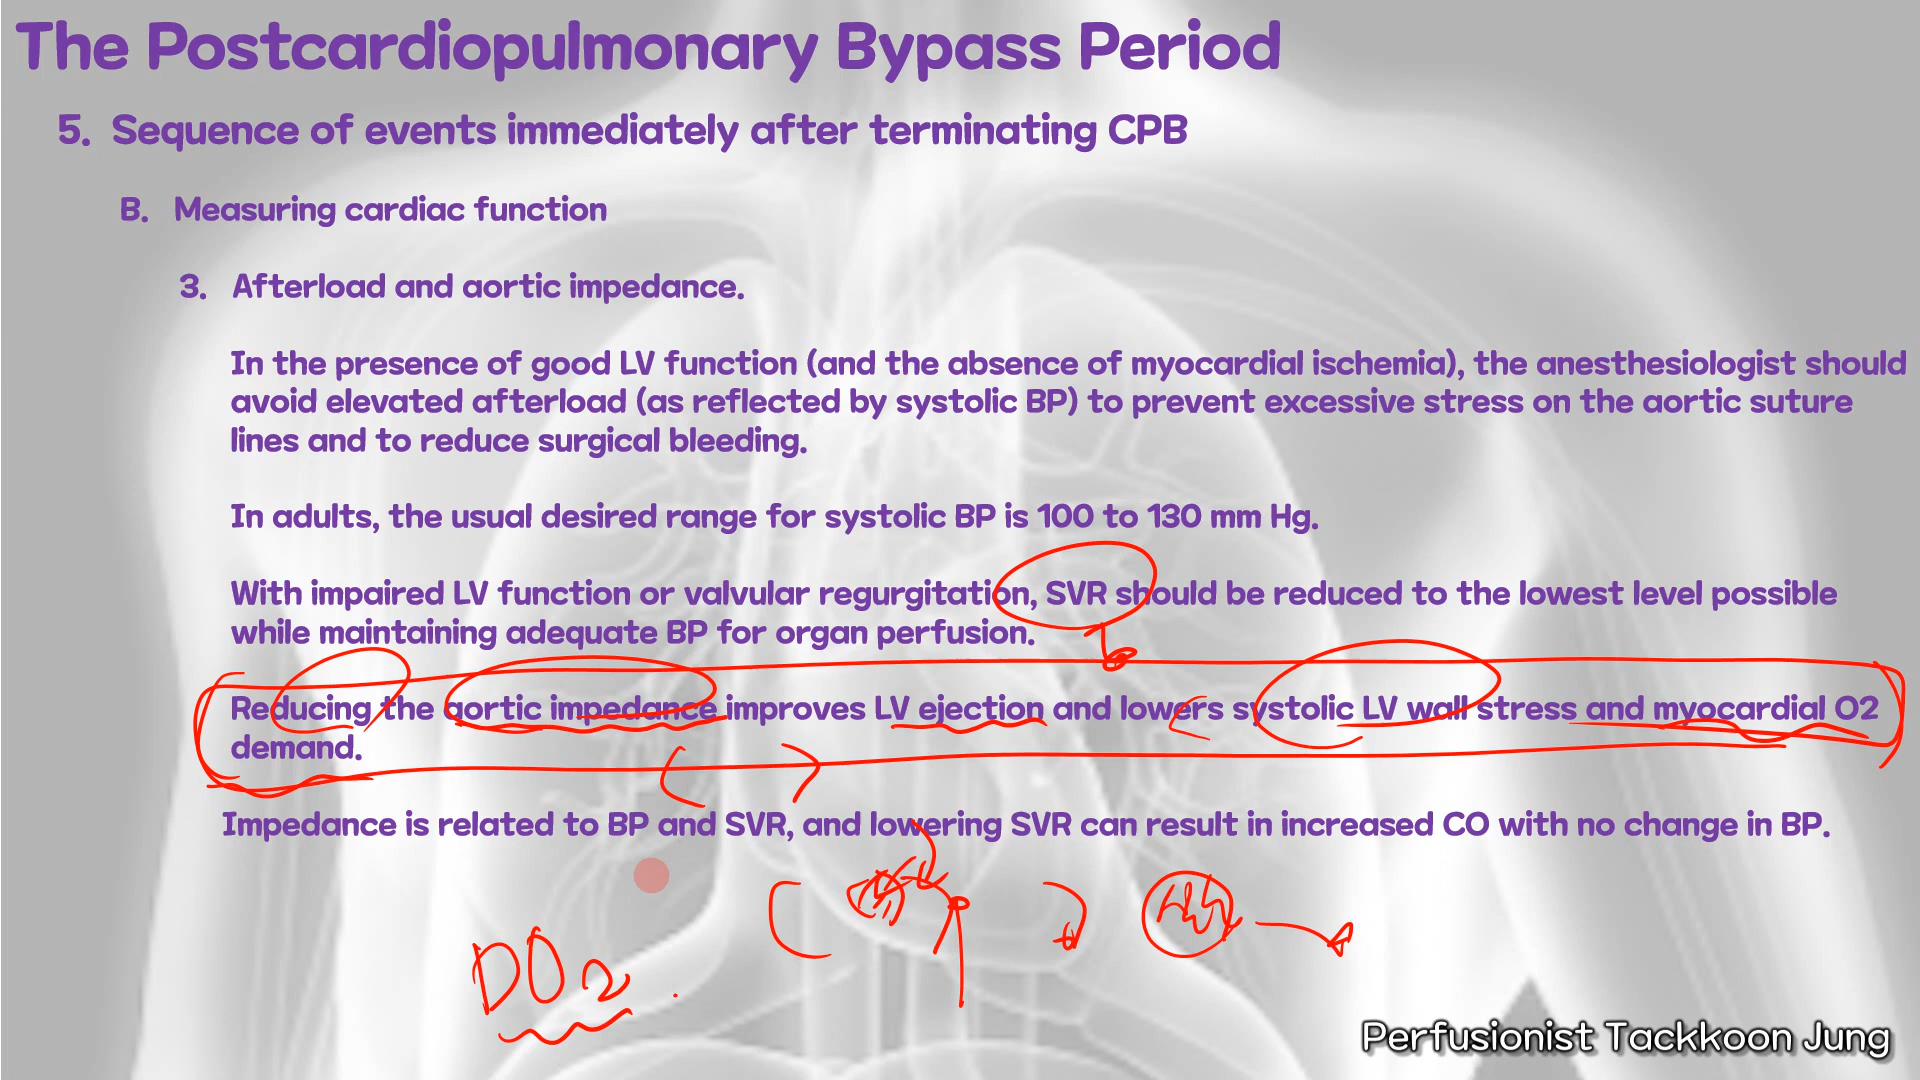 The Postcardiopulmonary Bypass Period
5. Sequence of events immediately after terminating CPB
B. Measuring cardiac function
3. Afterload and aortic impedance.
In the presence of good LV function (and the absence of myocardial ischemia), the anesthesiologist should
avoid elevated afterload (as reflected by systolic BP) to prevent excessive stress on the aortic suture
lines and to reduce surgical bleeding.
In adults, the usual desired range for systolic BP is 100 to 130 mm Hg.
With impaired LV function or valvular regurgitation, SVR should be reduced to the lowest level possible
while maintaining adequate BP for organ perfusion.
Reducing the aortic impedance improves LV ejection and lowers systolic LV wall stress and myocardial O2
demand.
Impedance is related to BP and SVR, and lowering SVR can result in increased CO with no change in BP.
DO2
Perfusionist Tackkoon Jung